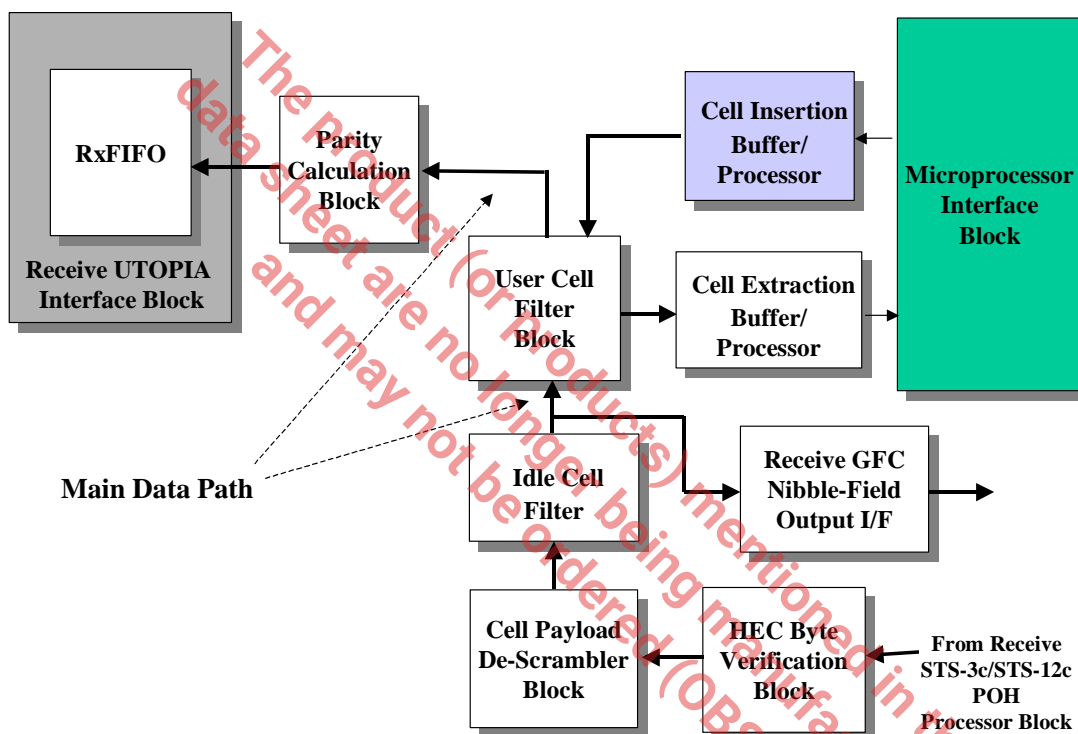 RxFIFO
Receive UTOPIA
Interface Block
Parity
Calculation
Block
Cell Insertion
Buffer/
Processor
Microprocessor
Interface
Block
User Cell
Filter
Block
Cell Extraction
Buffer/
Processor
Main Data Path
Idle Cell
Filter
Receive GFC
Nibble-Field
Output I/F
Cell Payload
De-Scrambler
Block
HEC Byte
Verification
Block
From Receive
STS-3c/STS-12c
POH
Processor Block
The product (or products) mentioned in
data sheet are no longer being manufa
and may not be ordered (OBS